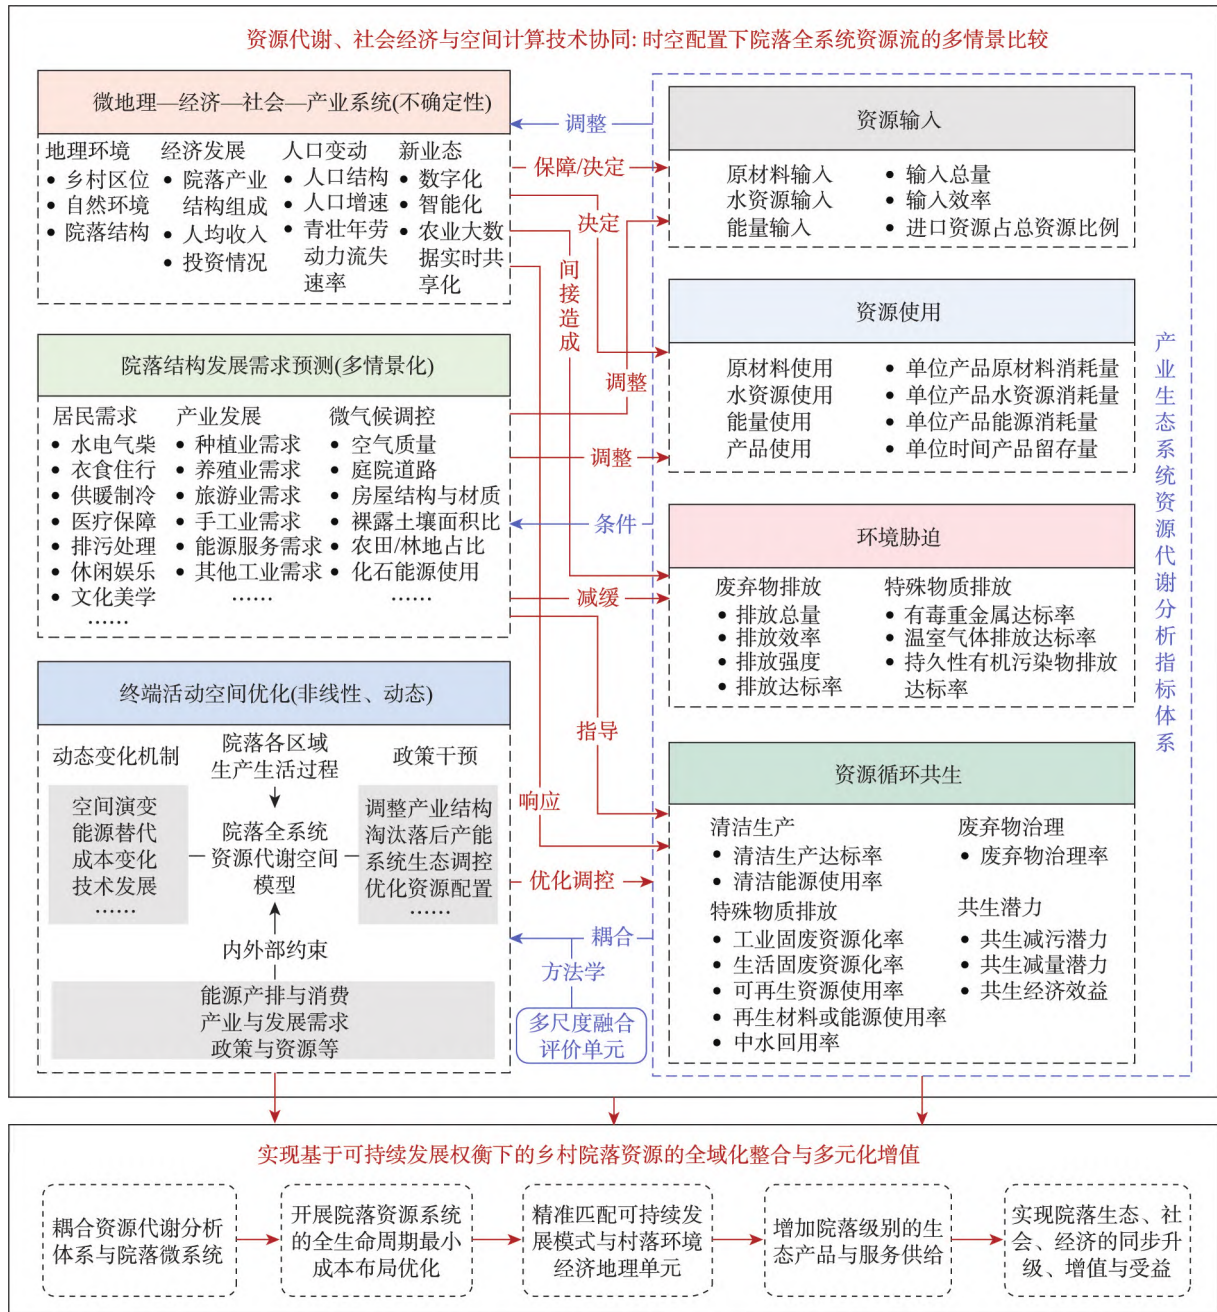 资源代谢、社会经济与空间计算技术协同: 时空配置下院落全系统资源流的多情景比较
微地理—经济—社会—产业系统(不确定性)
地理环境
• 乡村区位
• 自然环境
• 院落结构
经济发展
• 院落产业
结构组成
• 人均收入
• 投资情况
人口变动
• 人口结构
• 人口增速
• 青壮年劳
动力流失
速率
新业态
• 数字化
• 智能化
• 农业大数
据实时共
享化
院落结构发展需求预测(多情景化)
居民需求
• 水电气柴
• 衣食住行
• 供暖制冷
• 医疗保障
• 排污处理
• 休闲娱乐
• 文化美学
……
产业发展
• 种植业需求
• 养殖业需求
• 旅游业需求
• 手工业需求
• 能源服务需求
• 其他工业需求
……
微气候调控
• 空气质量
• 庭院道路
• 房屋结构与材质
• 裸露土壤面积比
• 农田/林地占比
• 化石能源使用
……
终端活动空间优化(非线性、动态)
动态变化机制
空间演变
能源替代
成本变化
技术发展
……
院落各区域
生产生活过程
院落全系统
资源代谢空间
模型
内外部约束
政策干预
调整产业结构
淘汰落后产能
系统生态调控
优化资源配置
……
能源产排与消费
产业与发展需求
政策与资源等
调整
保障/决定
决定
间接造成
调整
调整
条件
减缓
指导
响应
优化调控
耦合
方法学
多尺度融合
评价单元
资源输入
原材料输入
水资源输入
能量输入
• 输入总量
• 输入效率
• 进口资源占总资源比例
资源使用
原材料使用
水资源使用
能量使用
产品使用
• 单位产品原材料消耗量
• 单位产品水资源消耗量
• 单位产品能源消耗量
• 单位时间产品留存量
环境胁迫
废弃物排放
• 排放总量
• 排放效率
• 排放强度
• 排放达标率
特殊物质排放
• 有毒重金属达标率
• 温室气体排放达标率
• 持久性有机污染物排放
达标率
资源循环共生
清洁生产
• 清洁生产达标率
• 清洁能源使用率
特殊物质排放
• 工业固废资源化率
• 生活固废资源化率
• 可再生资源使用率
• 再生材料或能源使用率
• 中水回用率
废弃物治理
• 废弃物治理率
共生潜力
• 共生减污潜力
• 共生减量潜力
• 共生经济效益
产业生态系统资源代谢分析指标体系
实现基于可持续发展权衡下的乡村院落资源的全域化整合与多元化增值
耦合资源代谢分析
体系与院落微系统
开展院落资源系统
的全生命周期最小
成本布局优化
精准匹配可持续发
展模式与村落环境
经济地理单元
增加院落级别的生
态产品与服务供给
实现院落生态、社
会、经济的同步升
级、增值与受益